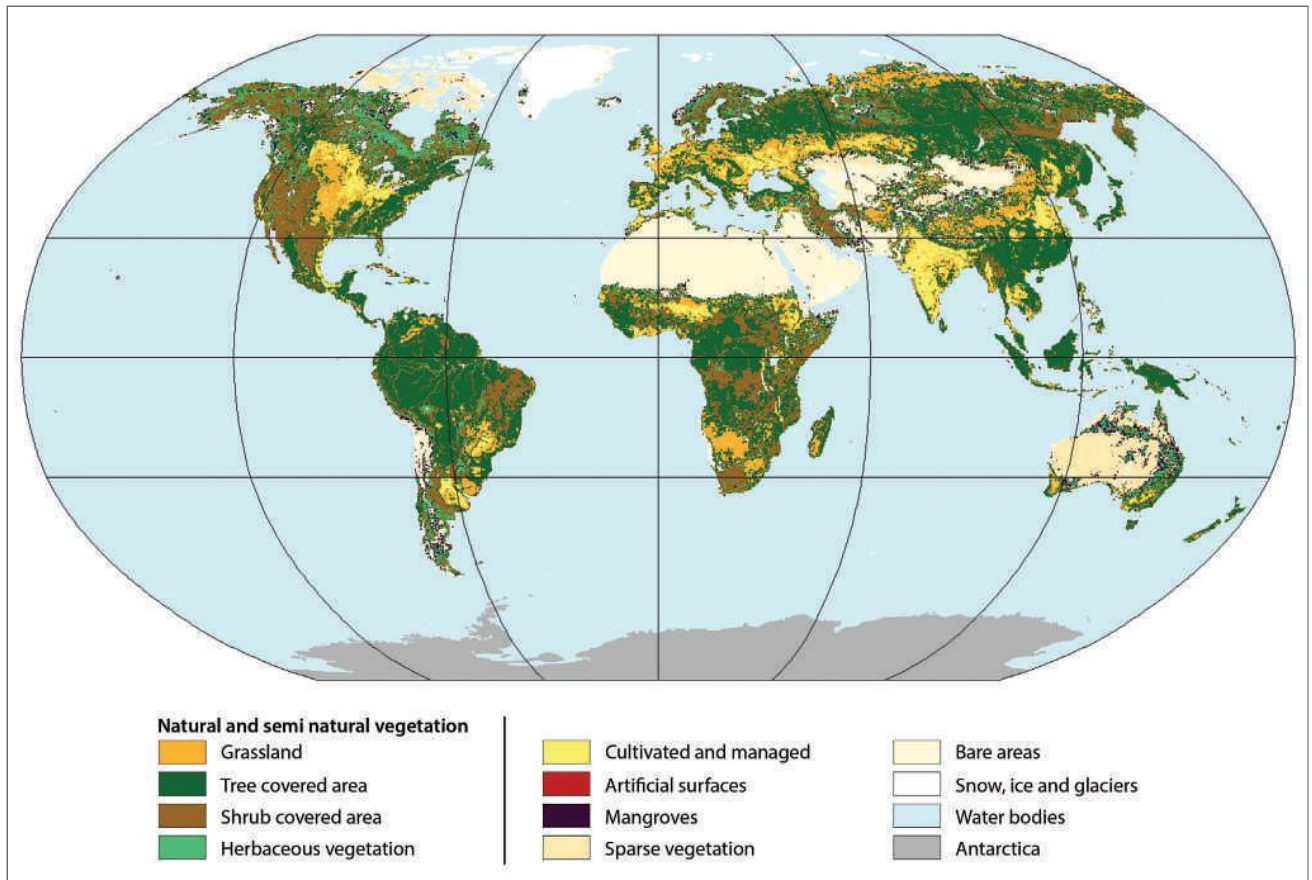 Natural and semi natural vegetation
Grassland
Tree covered area
Shrub covered area
Herbaceous vegetation
Cultivated and managed
Artificial surfaces
Mangroves
Sparse vegetation
Bare areas
Snow, ice and glaciers
Water bodies
Antarctica